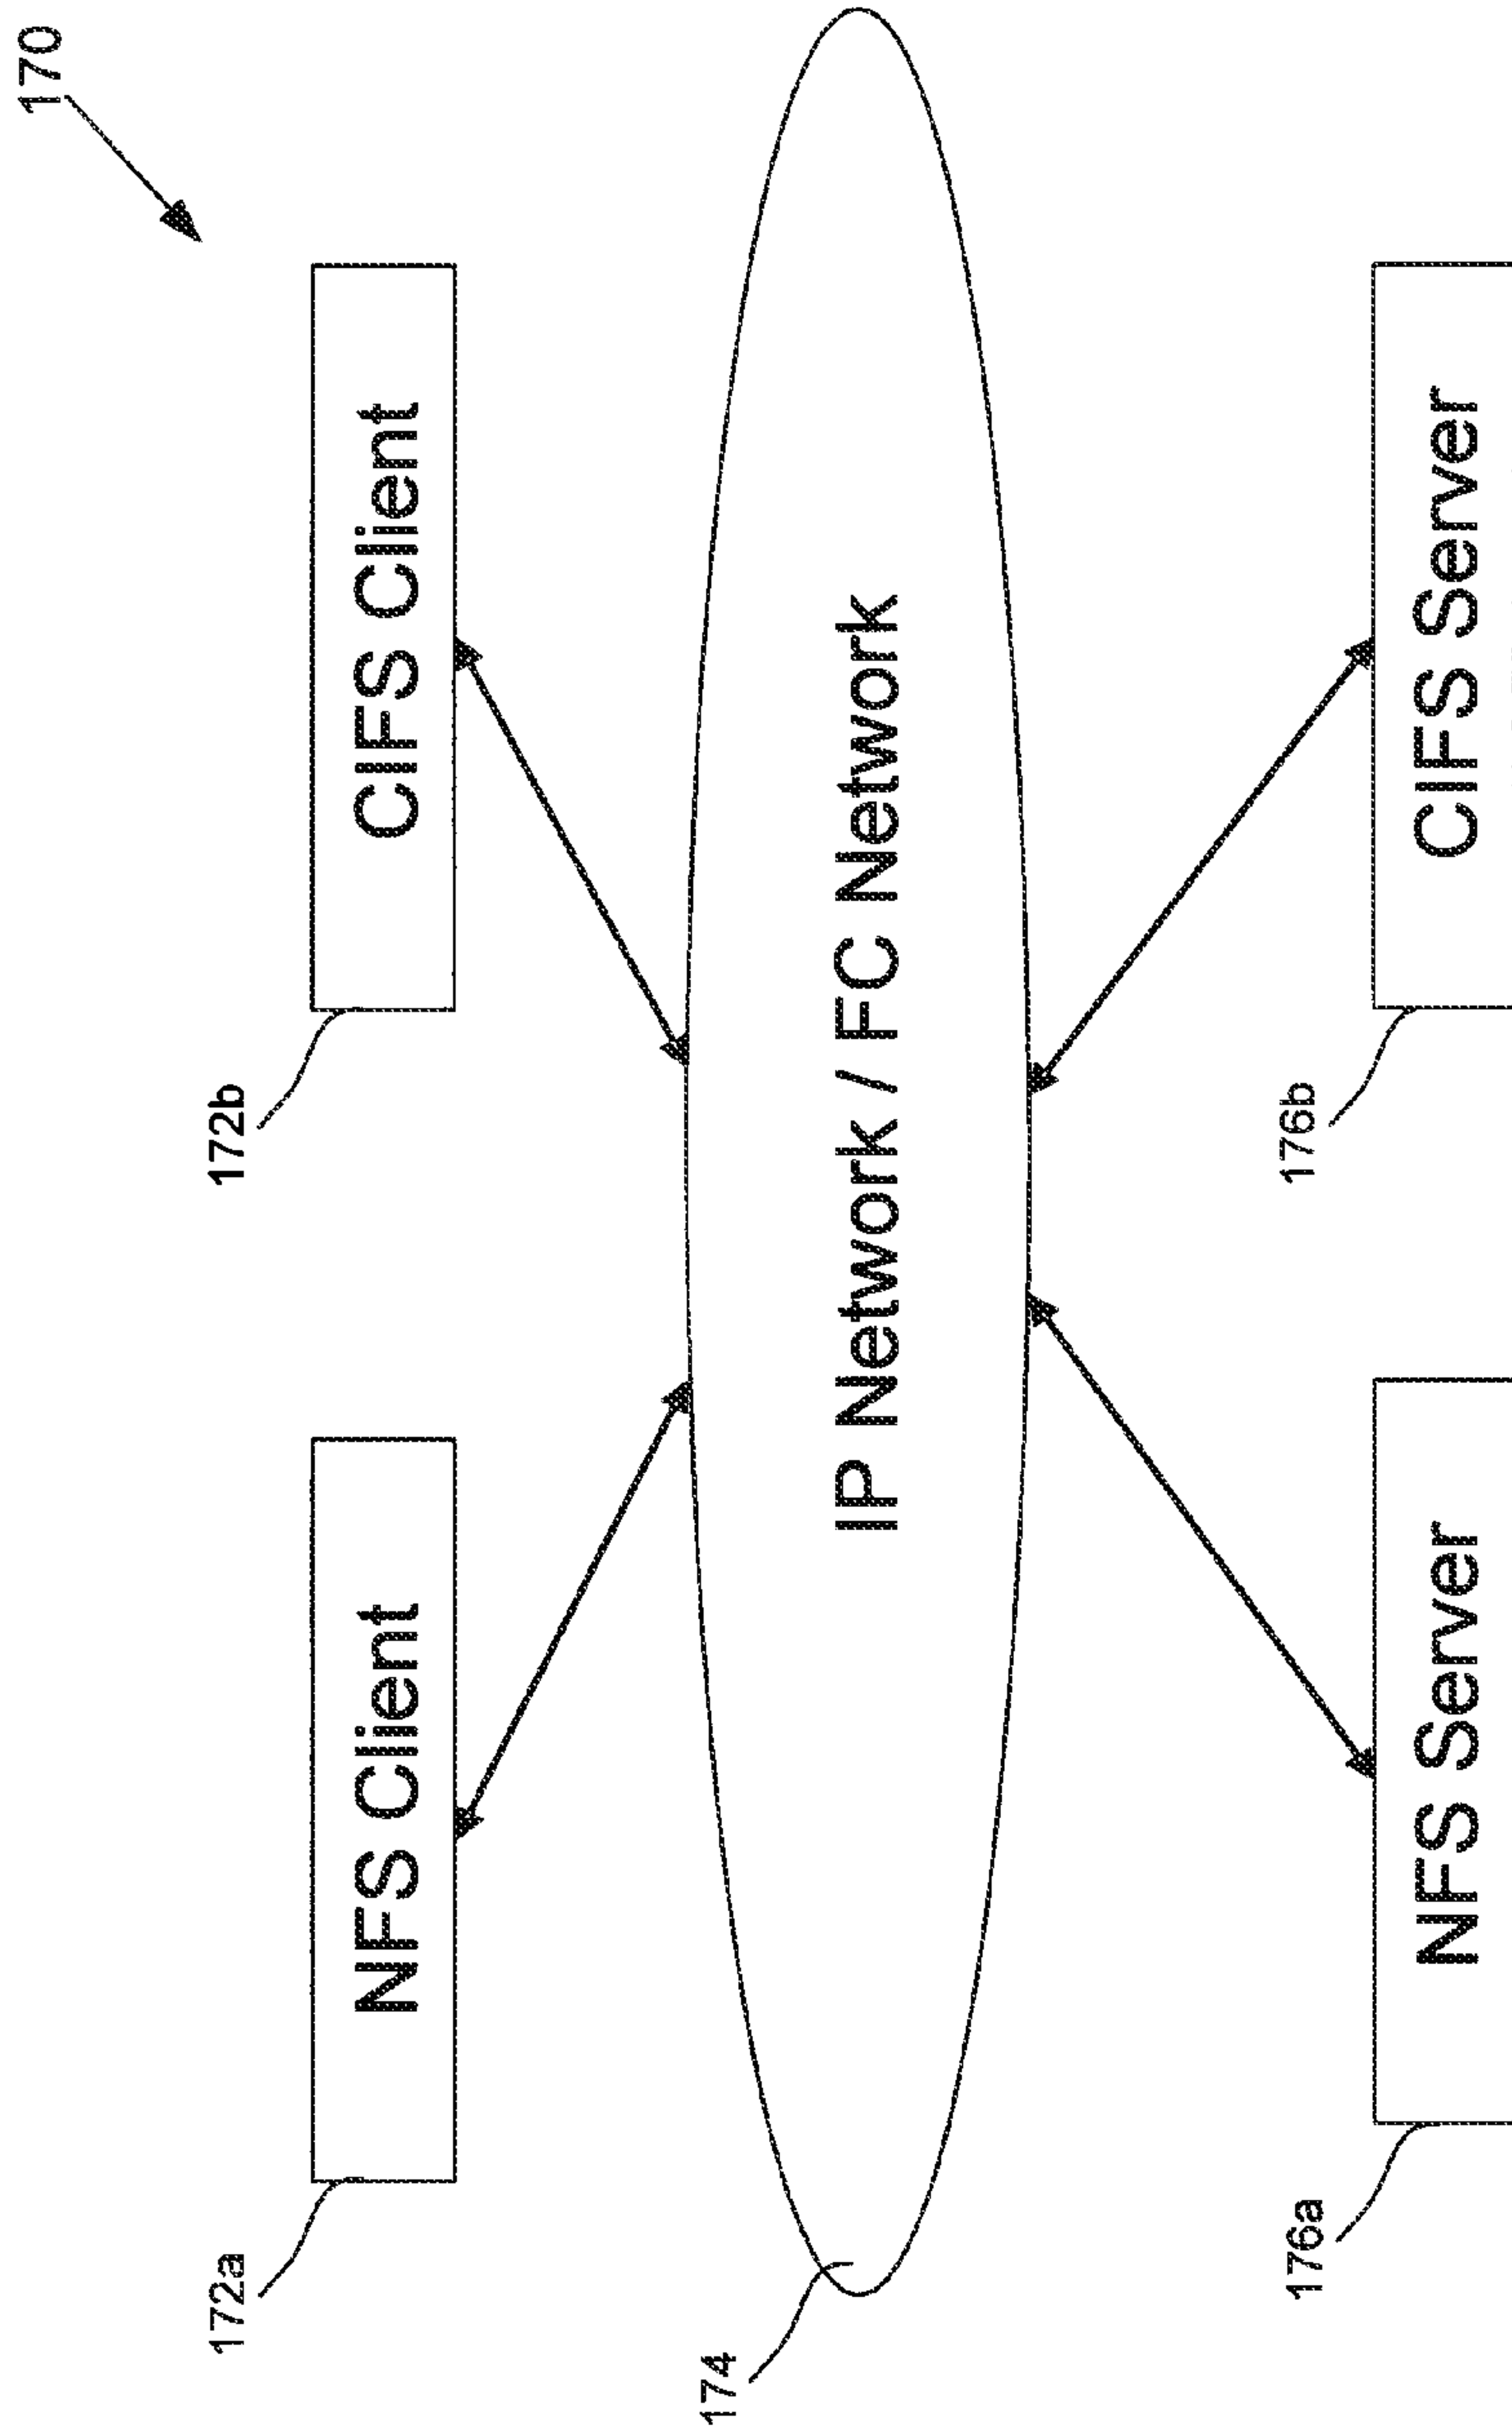 170
172a
NFS Client
172b
CIFS Client
174
IP Network / FC Network
176a
NFS Server
176b
CIFS Server